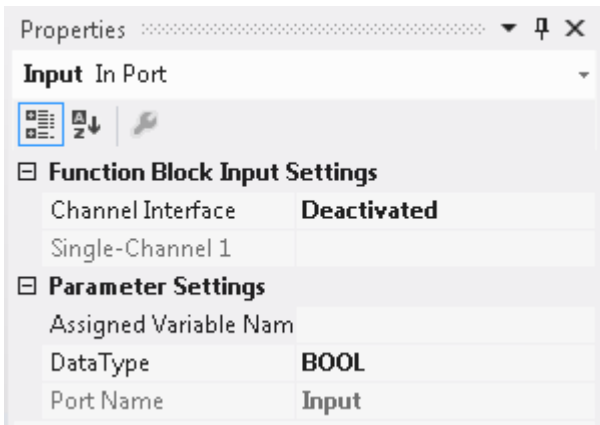 Properties
Input In Port
Function Block Input Settings
Channel Interface Deactivated
Single-Channel 1
Parameter Settings
Assigned Variable Nam
DataType BOOL
Port Name Input